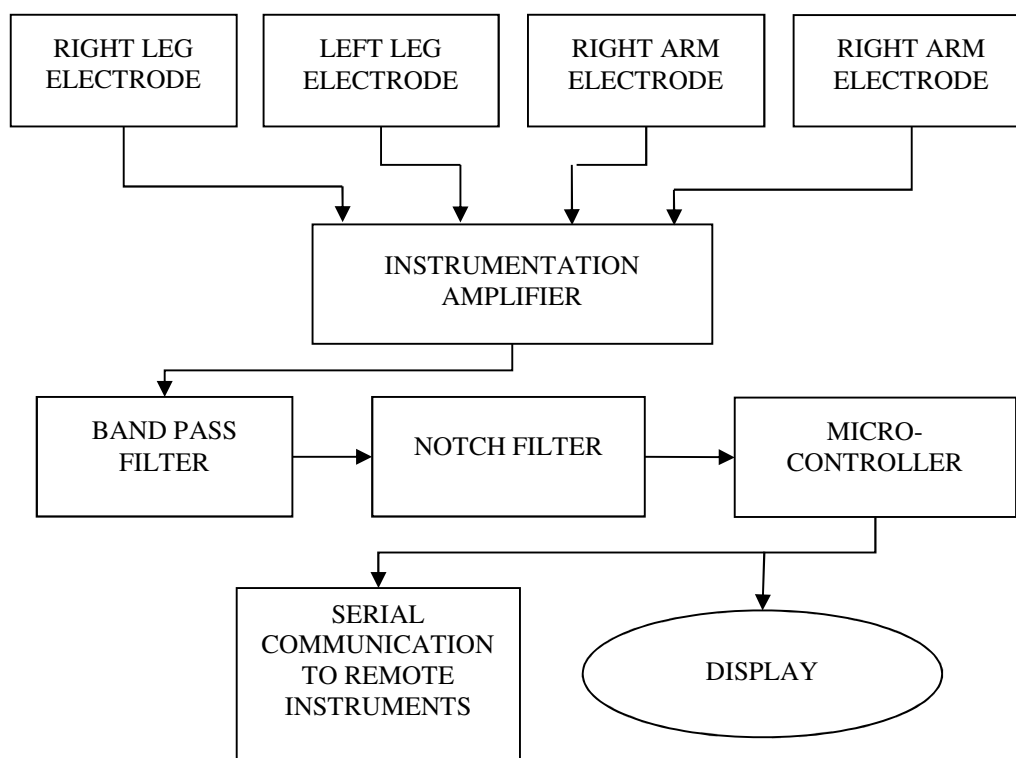 RIGHT LEG
ELECTRODE
LEFT LEG
ELECTRODE
RIGHT ARM
ELECTRODE
RIGHT ARM
ELECTRODE
INSTRUMENTATION
AMPLIFIER
BAND PASS
FILTER
NOTCH FILTER
MICRO-
CONTROLLER
SERIAL
COMMUNICATION
TO REMOTE
INSTRUMENTS
DISPLAY